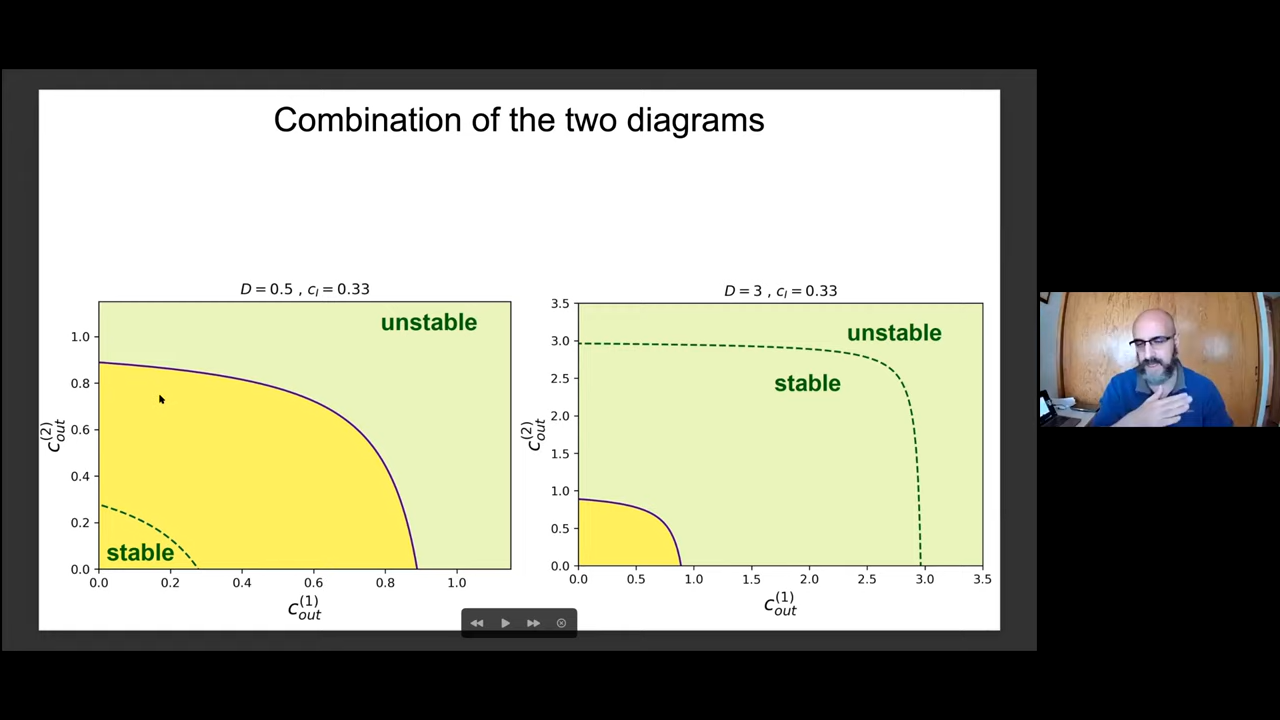 Combination of the two diagrams
D = 0.5 , c_I = 0.33
unstable
stable
1.0
0.8
0.6
0.4
0.2
0.0
c_out^(2)
0.0 0.2 0.4 0.6 0.8 1.0
c_out^(1)
D = 3 , c_I = 0.33
unstable
stable
3.5
3.0
2.5
2.0
1.5
1.0
0.5
0.0
c_out^(2)
0.0 0.5 1.0 1.5 2.0 2.5 3.0 3.5
c_out^(1)